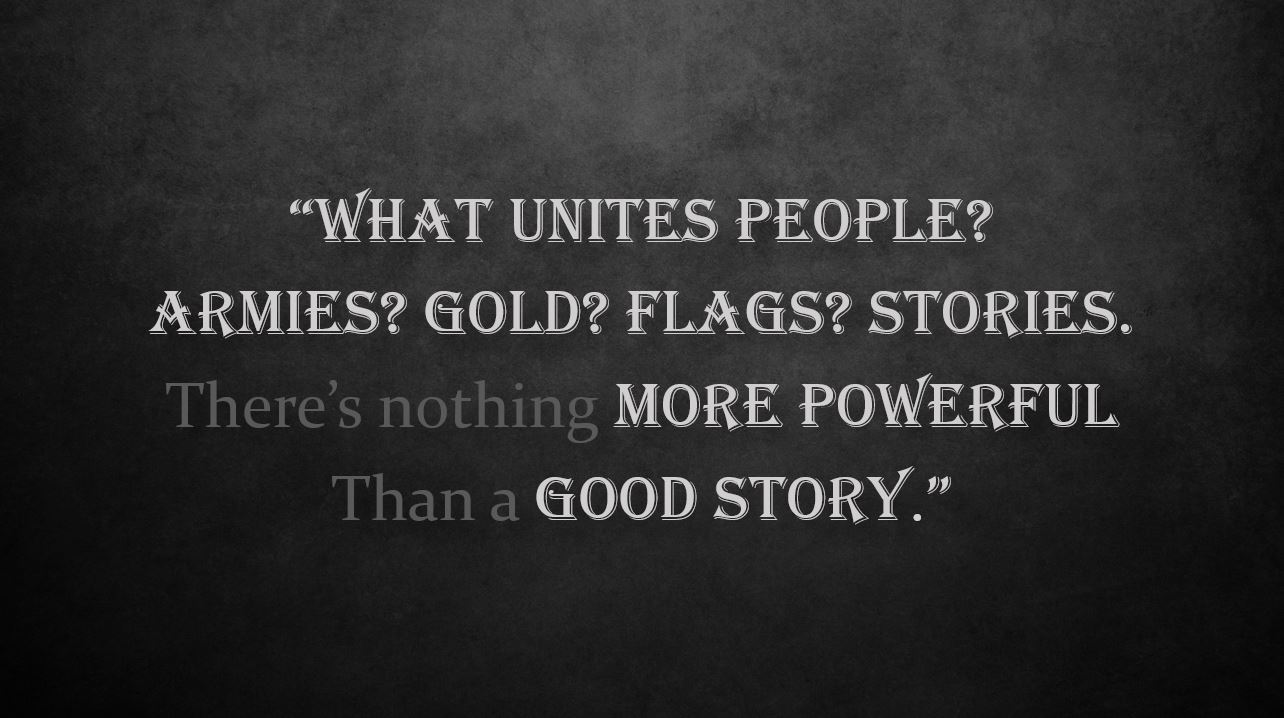 “WHAT UNITES PEOPLE?
ARMIES? GOLD? FLAGS? STORIES.
There’s nothing MORE POWERFUL
Than a GOOD STORY.”